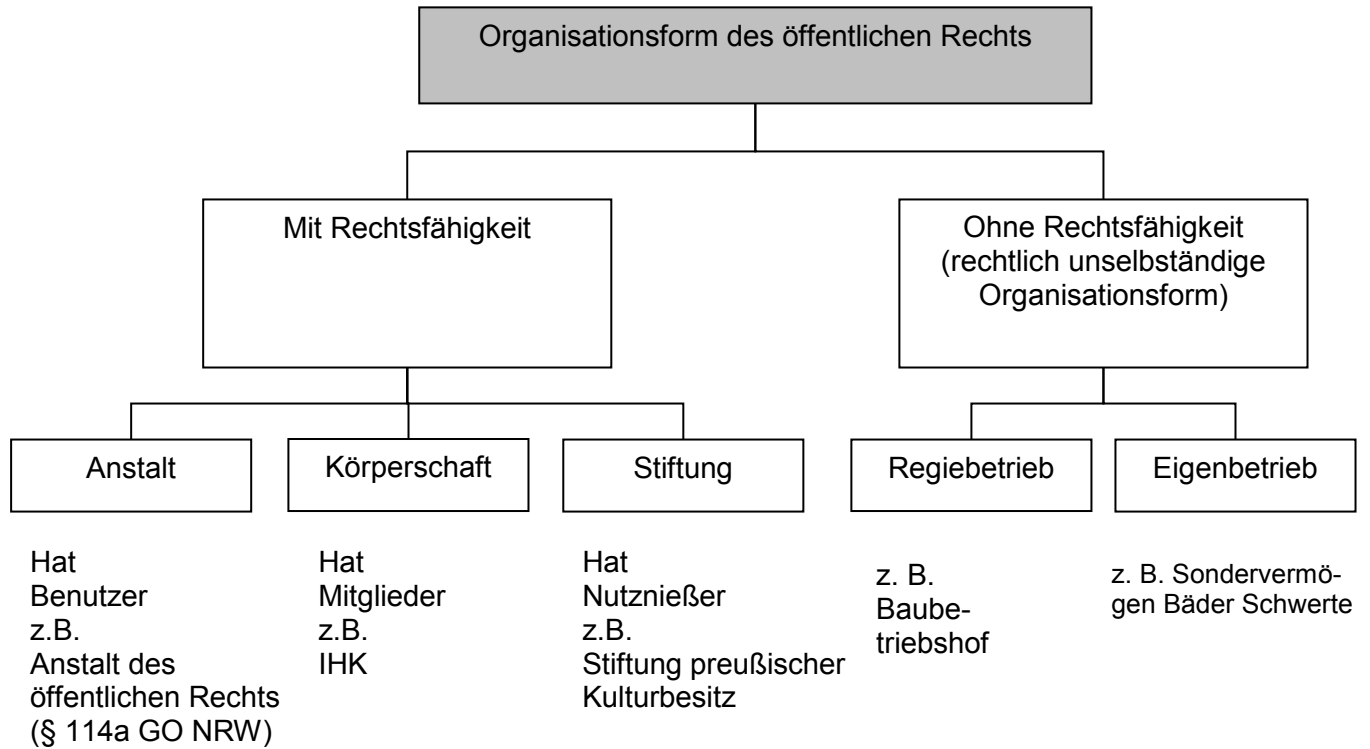 Organisationsform des öffentlichen Rechts
Mit Rechtsfähigkeit
Ohne Rechtsfähigkeit
(rechtlich unselbständige
Organisationsform)
Anstalt
Körperschaft
Stiftung
Regiebetrieb
Eigenbetrieb
Hat
Benutzer
z.B.
Anstalt des
öffentlichen Rechts
(§ 114a GO NRW)
Hat
Mitglieder
z.B.
IHK
Hat
Nutznießer
z.B.
Stiftung preußischer
Kulturbesitz
z. B.
Baube-
triebshof
z. B. Sondervermö-
gen Bäder Schwerte